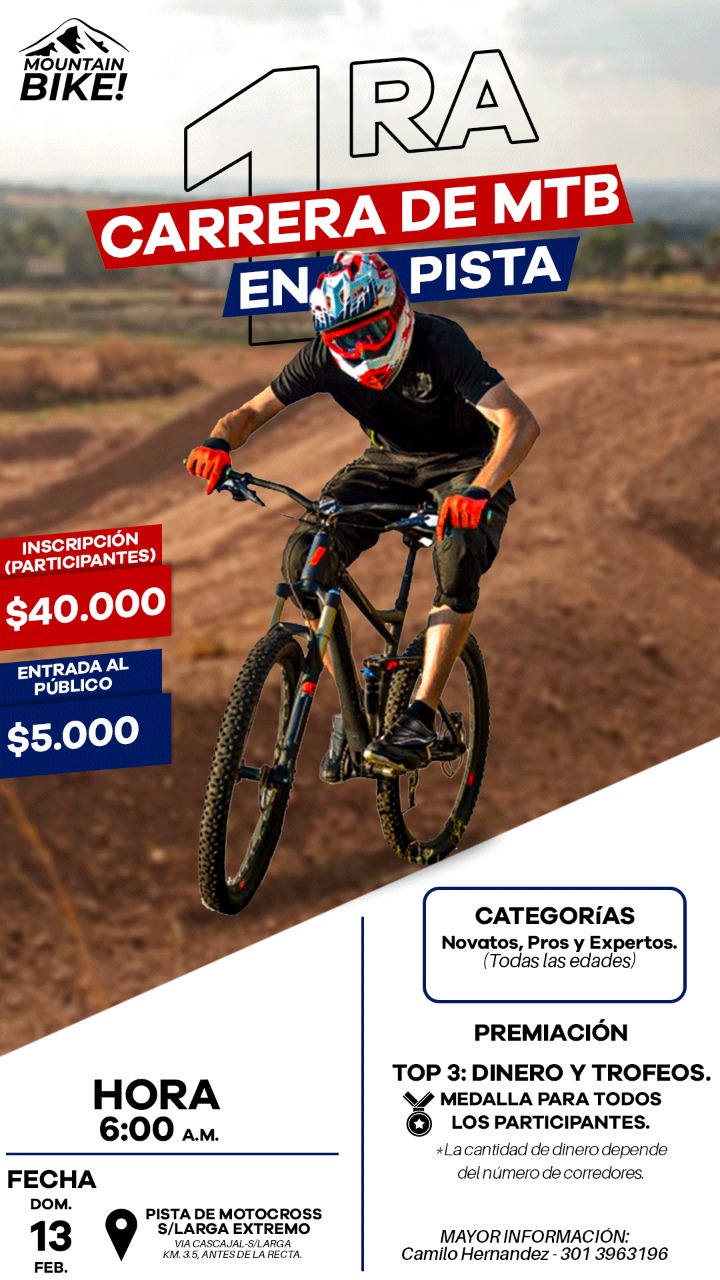 MOUNTAIN
BIKE!
1RA
CARRERA DE MTB
EN PISTA
INSCRIPCIÓN
(PARTICIPANTES)
$40.000
ENTRADA AL
PÚBLICO
$5.000
CATEGORÍAS
Novatos, Pros y Expertos.
(Todas las edades)
PREMIACIÓN
TOP 3: DINERO Y TROFEOS.
MEDALLA PARA TODOS
LOS PARTICIPANTES.
*La cantidad de dinero depende
del número de corredores.
HORA
6:00 A.M.
FECHA
DOM.
13
FEB.
PISTA DE MOTOCROSS
S/LARGA EXTREMO
VIA CASCAJAL-S/LARGA
KM. 3.5, ANTES DE LA RECTA.
MAYOR INFORMACIÓN:
Camilo Hernandez - 301 3963196